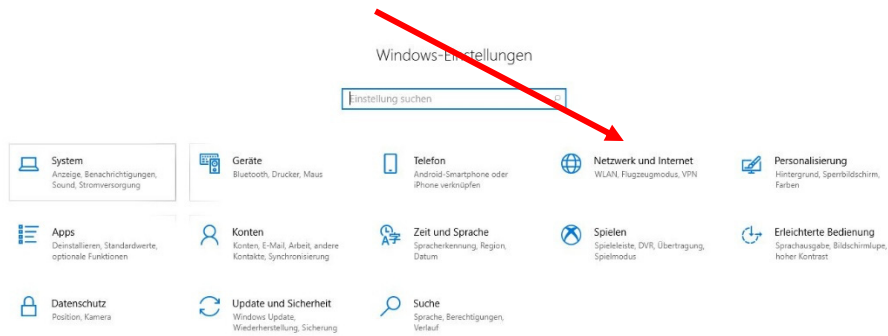 Windows-Einstellungen
Einstellung suchen
System
Anzeige, Benachrichtigungen,
Sound, Stromversorgung
Geräte
Bluetooth, Drucker, Maus
Telefon
Android-Smartphone oder
iPhone verknüpfen
Netzwerk und Internet
WLAN, Flugzeugmodus, VPN
Personalisierung
Hintergrund, Sperrbildschirm,
Farben
Apps
Deinstallieren, Standardwerte,
optionale Funktionen
Konten
Konten, E-Mail, Arbeit, andere
Kontakte, Synchronisierung
Zeit und Sprache
Spracherkennung, Region,
Datum
Spielen
Spieleleiste, DVR, Übertragung,
Spielmodus
Erleichterte Bedienung
Sprachausgabe, Bildschirmlupe,
hoher Kontrast
Datenschutz
Position, Kamera
Update und Sicherheit
Windows Update,
Wiederherstellung, Sicherung
Suche
Sprache, Berechtigungen,
Verlauf